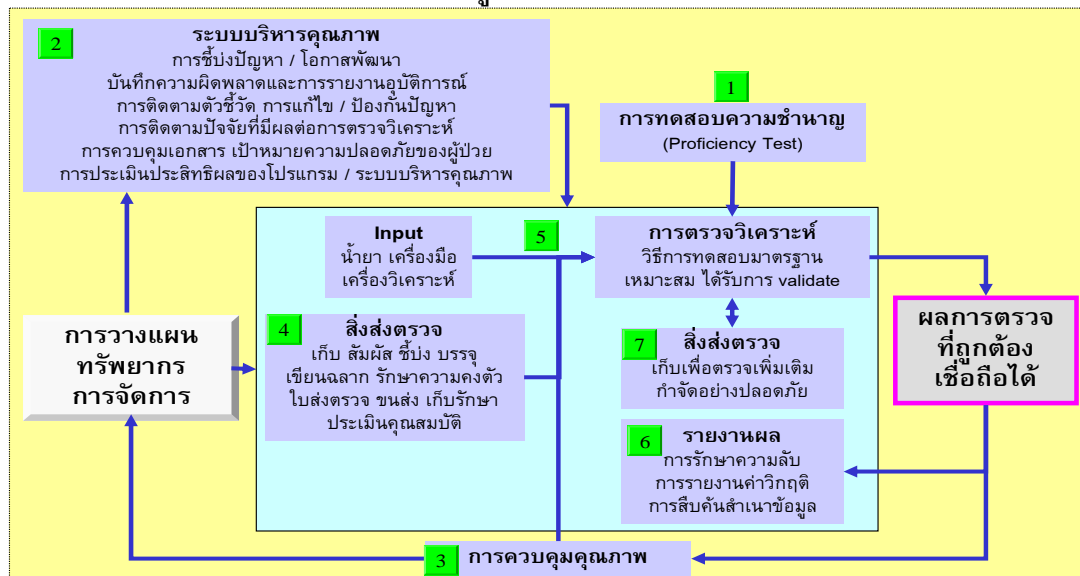 2
ระบบบริหารคุณภาพ
การชี้บ่งปัญหา / โอกาสพัฒนา
บันทึกความผิดพลาดและการรายงานอุบัติการณ์
การติดตามตัวชี้วัด การแก้ไข / ป้องกันปัญหา
การติดตามปัจจัยที่มีผลต่อการตรวจวิเคราะห์
การควบคุมเอกสาร เป้าหมายความปลอดภัยของผู้ป่วย
การประเมินประสิทธิผลของโปรแกรม / ระบบบริหารคุณภาพ
1
การทดสอบความชำนาญ
(Proficiency Test)
Input
น้ำยา เครื่องมือ
เครื่องวิเคราะห์
5
การตรวจวิเคราะห์
วิธีการทดสอบมาตรฐาน
เหมาะสม ได้รับการ validate
การวางแผน
ทรัพยากร
การจัดการ
4
สิ่งส่งตรวจ
เก็บ สัมผัส ชี้บ่ง บรรจุ
เขียนฉลาก รักษาความคงตัว
ใบส่งตรวจ ขนส่ง เก็บรักษา
ประเมินคุณสมบัติ
7
สิ่งส่งตรวจ
เก็บเพื่อตรวจเพิ่มเติม
กำจัดอย่างปลอดภัย
ผลการตรวจ
ที่ถูกต้อง
เชื่อถือได้
6
รายงานผล
การรักษาความลับ
การรายงานค่าวิกฤติ
การสืบค้นสำเนาข้อมูล
3
การควบคุมคุณภาพ